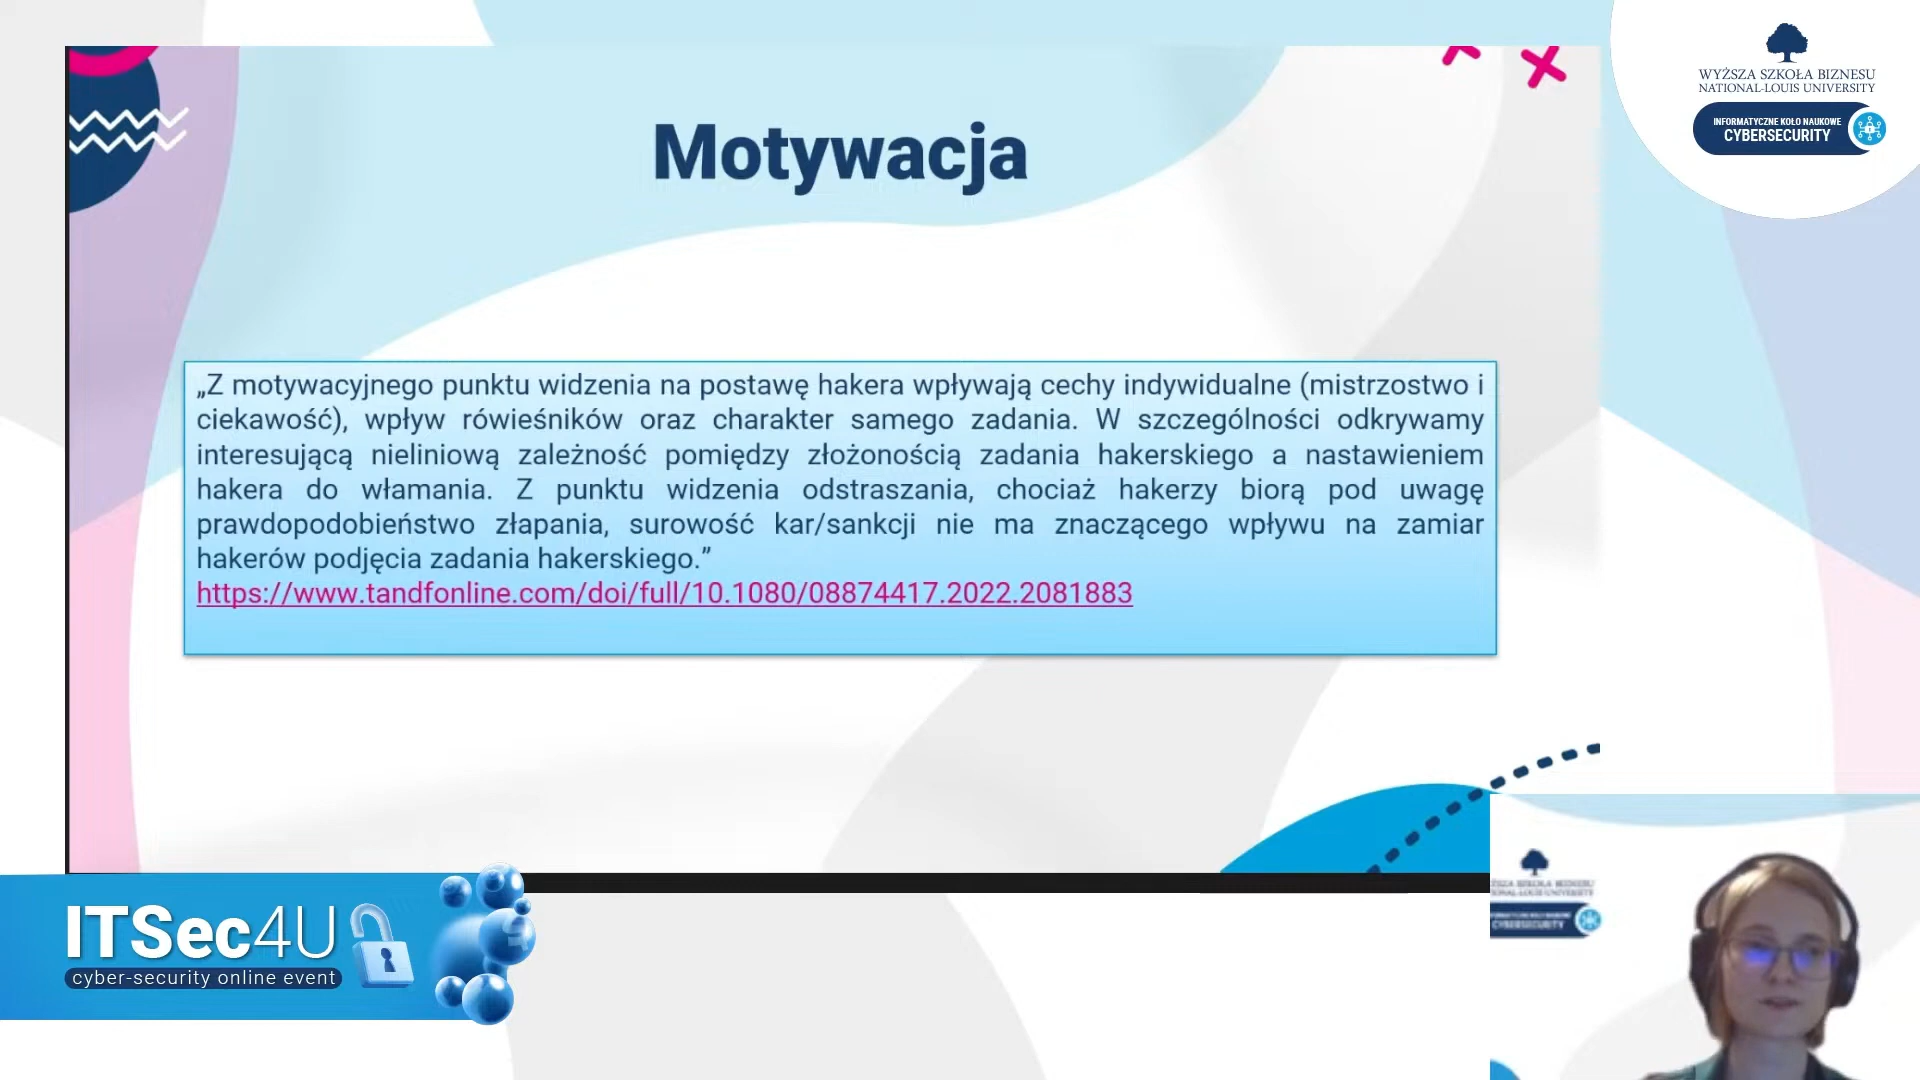 WYŻSZA SZKOŁA BIZNESU
NATIONAL-LOUIS UNIVERSITY
INFORMATYCZNE KOŁO NAUKOWE
CYBERSECURITY
Motywacja
„Z motywacyjnego punktu widzenia na postawę hakera wpływają cechy indywidualne (mistrzostwo i
ciekawość), wpływ rówieśników oraz charakter samego zadania. W szczególności odkrywamy
interesującą nieliniową zależność pomiędzy złożonością zadania hakerskiego a nastawieniem
hakera do włamania. Z punktu widzenia odstraszania, chociaż hakerzy biorą pod uwagę
prawdopodobieństwo złapania, surowość kar/sankcji nie ma znaczącego wpływu na zamiar
hakerów podjęcia zadania hakerskiego.”
https://www.tandfonline.com/doi/full/10.1080/08874417.2022.2081883
ITSec4U
cyber-security online event
CYBERSECURITY